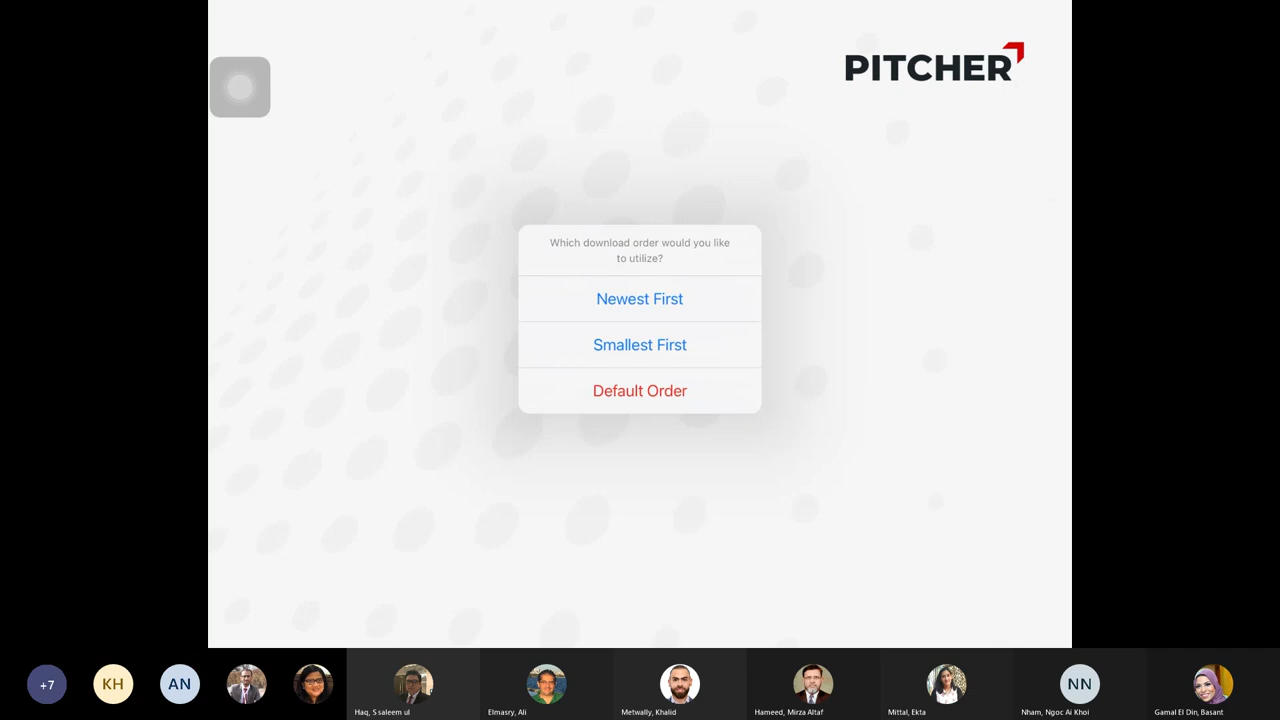 PITCHER
Which download order would you like
to utilize?
Newest First
Smallest First
Default Order
+7
KH
AN
NN
Haq, S saleem ul
Elmasry, Ali
Metwally, Khalid
Hameed, Mirza Altaf
Mittal, Ekta
Nham, Ngoc Ai Khoi
Gamal El Din, Basant